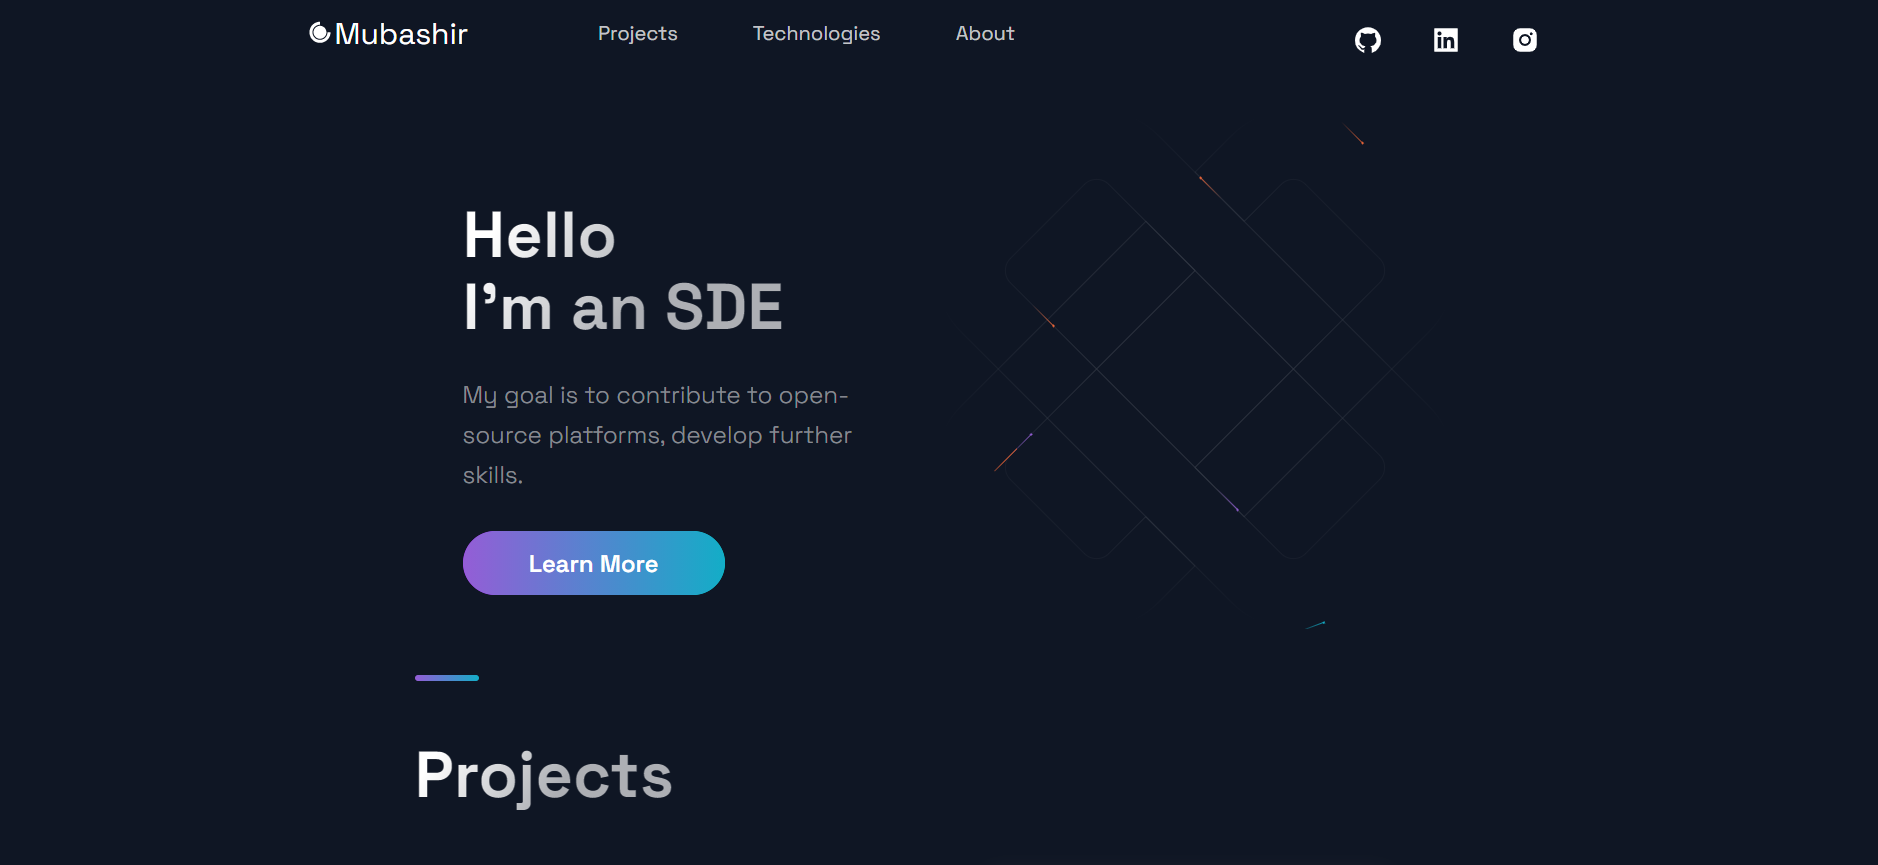 Mubashir
Projects
Technologies
About
Hello
I'm an SDE
My goal is to contribute to open-
source platforms, develop further
skills.
Learn More
Projects